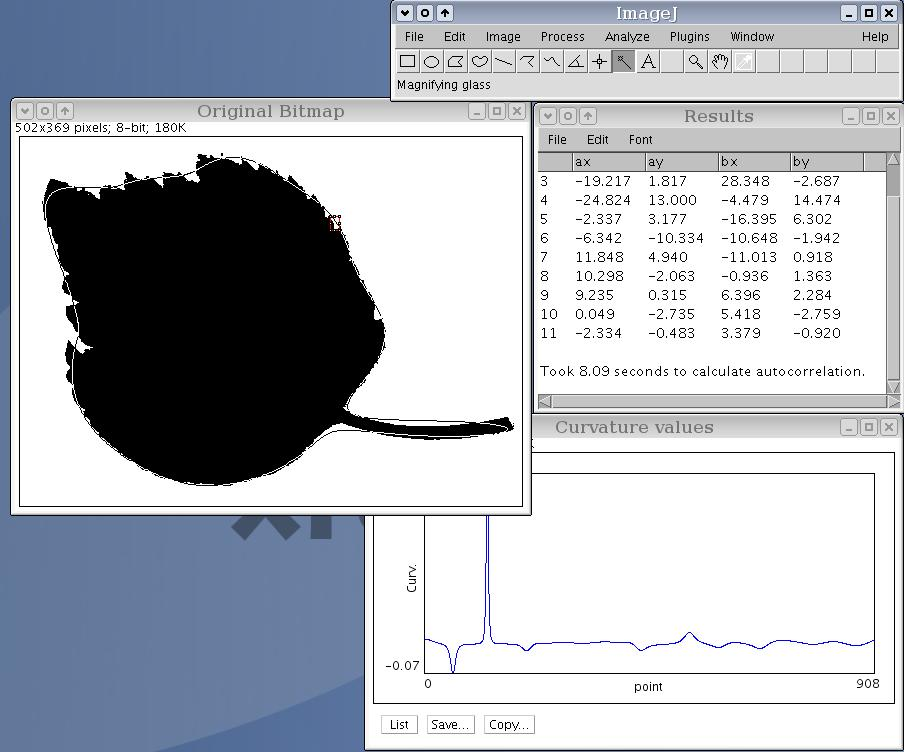 ImageJ
File Edit Image Process Analyze Plugins Window Help
A
Magnifying glass
Original Bitmap
502x369 pixels; 8-bit; 180K
Results
File Edit Font
ax ay bx by
3 -19.217 1.817 28.348 -2.687
4 -24.824 13.000 -4.479 14.474
5 -2.337 3.177 -16.395 6.302
6 -6.342 -10.334 -10.648 -1.942
7 11.848 4.940 -11.013 0.918
8 10.298 -2.063 -0.936 1.363
9 9.235 0.315 6.396 2.284
10 0.049 -2.735 5.418 -2.759
11 -2.334 -0.483 3.379 -0.920
Took 8.09 seconds to calculate autocorrelation.
Curvature values
Curv.
-0.07
0 point 908
List Save... Copy...